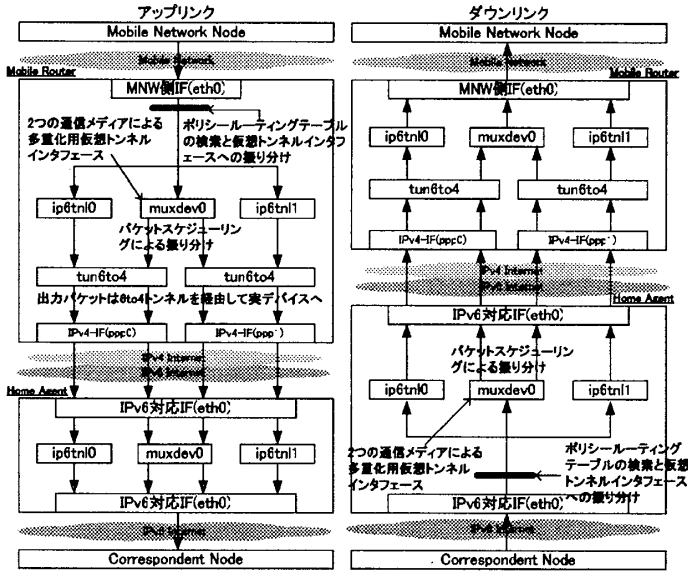 アップリンク
Mobile Network Node
Mobile Network
Mobile Router
MNW側IF(eth0)
2つの通信メディアによる
多重化用仮想トンネル
インタフェース
ポリシールーティングテーブル
の検索と仮想トンネルインタフ
ェースへの振り分け
ip6tnl0
muxdev0
ip6tnl1
パケットスケジューリン
グによる振り分け
tun6to4
tun6to4
出力パケットは6to4トンネルを経由して実デバイスへ
IPv4-IF(ppp0)
IPv4-IF(ppp1)
IPv4 Internet
IPv6 Internet
Home Agent
IPv6対応IF(eth0)
ip6tnl0
muxdev0
ip6tnl1
IPv6対応IF(eth0)
IPv6 Internet
Correspondent Node
ダウンリンク
Mobile Network Node
Mobile Network
Mobile Router
MNW側IF(eth0)
ip6tnl0
muxdev0
ip6tnl1
tun6to4
tun6to4
IPv4-IF(ppp0)
IPv4-IF(ppp1)
IPv4 Internet
IPv6 Internet
Home Agent
IPv6対応IF(eth0)
パケットスケジューリン
グによる振り分け
ip6tnl0
muxdev0
ip6tnl1
2つの通信メディアによる
多重化用仮想トンネル
インタフェース
ポリシールーティング
テーブルの検索と仮想
トンネルインタフェース
への振り分け
IPv6対応IF(eth0)
IPv6 Internet
Correspondent Node